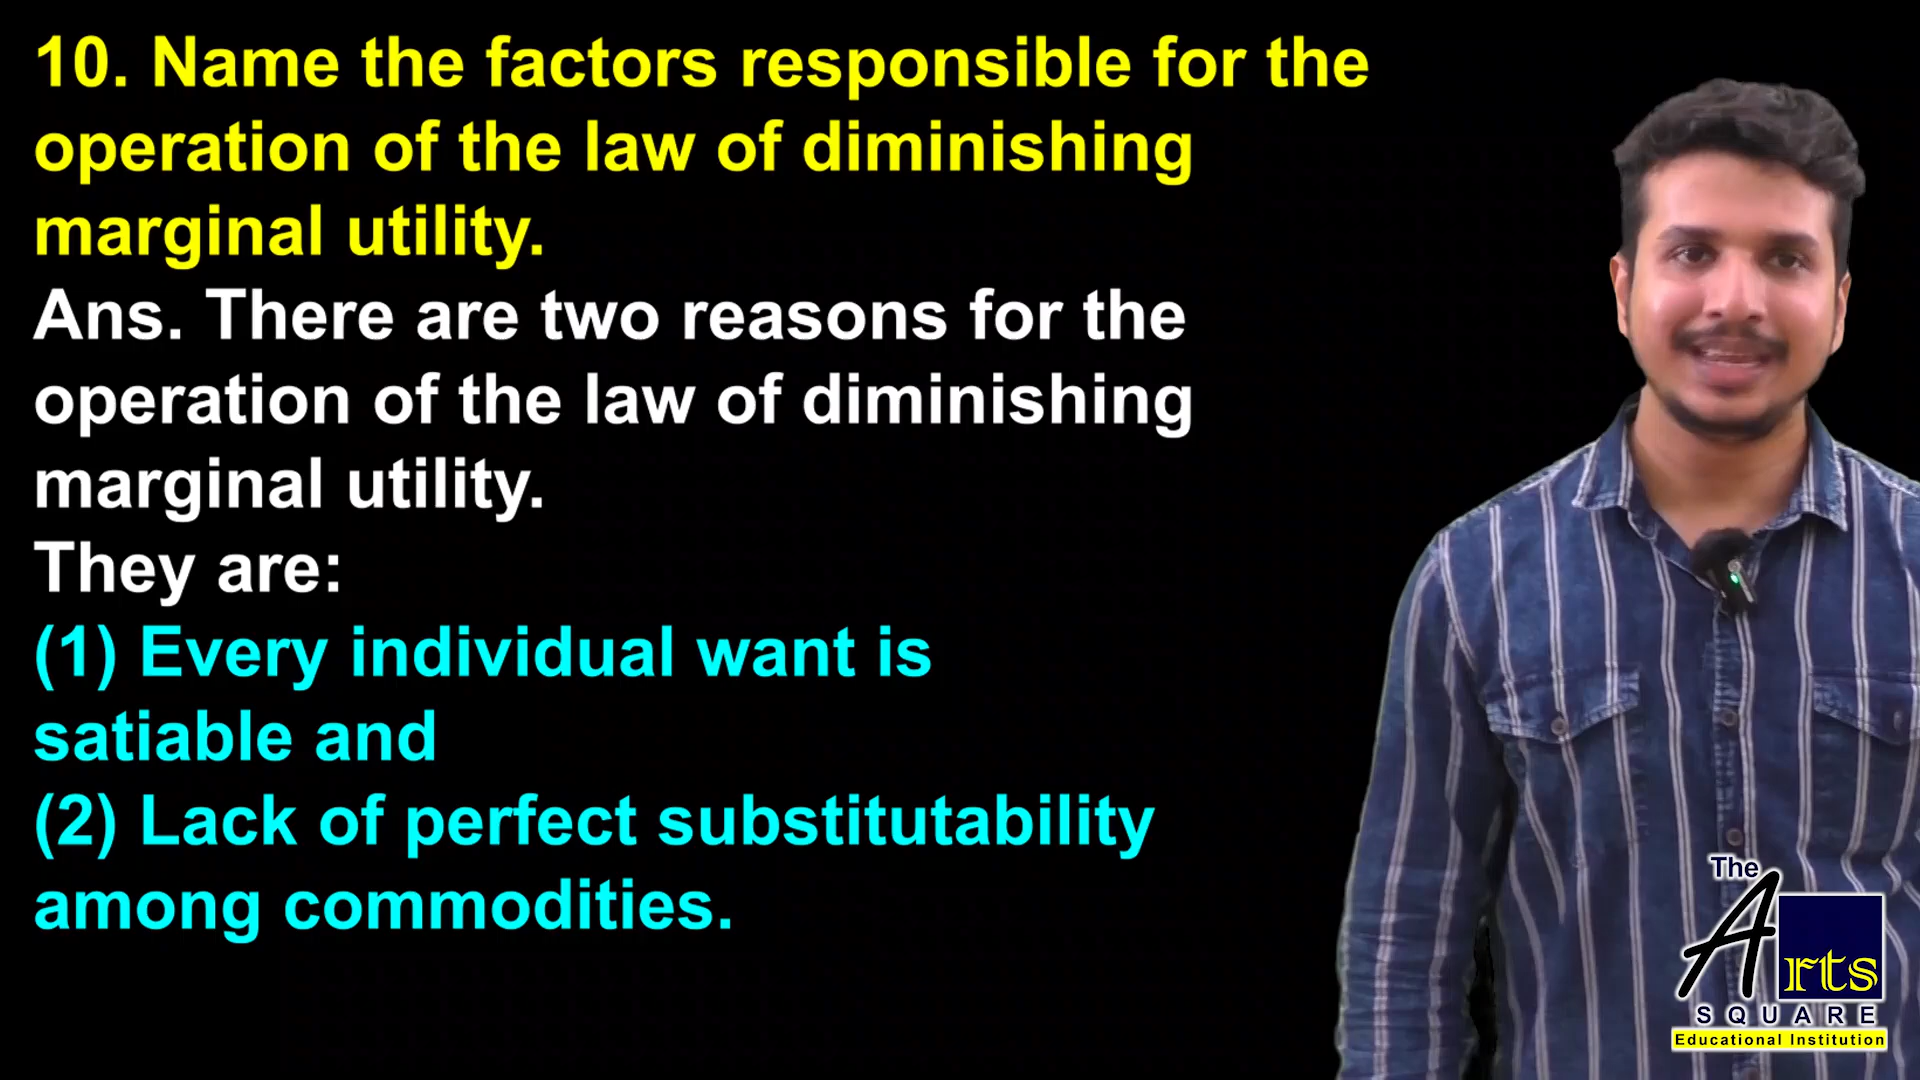 10. Name the factors responsible for the
operation of the law of diminishing
marginal utility.
Ans. There are two reasons for the
operation of the law of diminishing
marginal utility.
They are:
(1) Every individual want is
satiable and
(2) Lack of perfect substitutability
among commodities.
The
Arts
SQUARE
Educational Institution